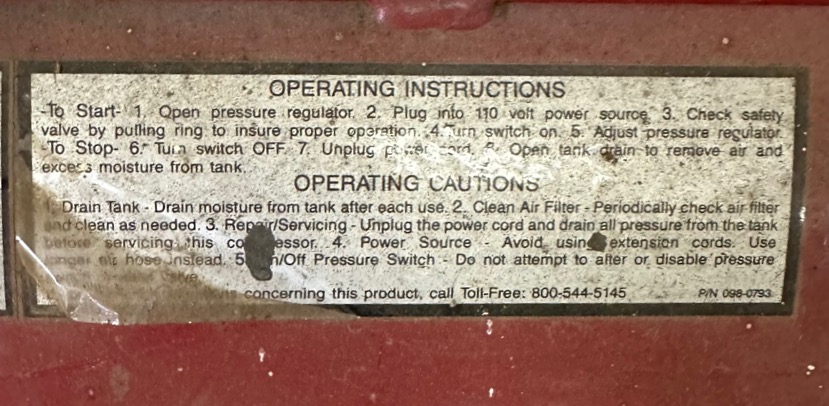 OPERATING INSTRUCTIONS
-To Start- 1. Open pressure regulator. 2. Plug into 110 volt power source. 3. Check safety
valve by pulling ring to insure proper operation. 4. Turn switch on. 5. Adjust pressure regulator.
-To Stop- 6. Turn switch OFF. 7. Unplug power cord. 8. Open tank drain to remove air and
excess moisture from tank.
OPERATING CAUTIONS
1. Drain Tank - Drain moisture from tank after each use. 2. Clean Air Filter - Periodically check air filter
and clean as needed. 3. Repair/Servicing - Unplug the power cord and drain all pressure from the tank
before servicing this compressor. 4. Power Source - Avoid using extension cords. Use
longer air hose instead. 5. On/Off Pressure Switch - Do not attempt to alter or disable pressure
concerning this product, call Toll-Free: 800-544-5145
P/N 098-0793